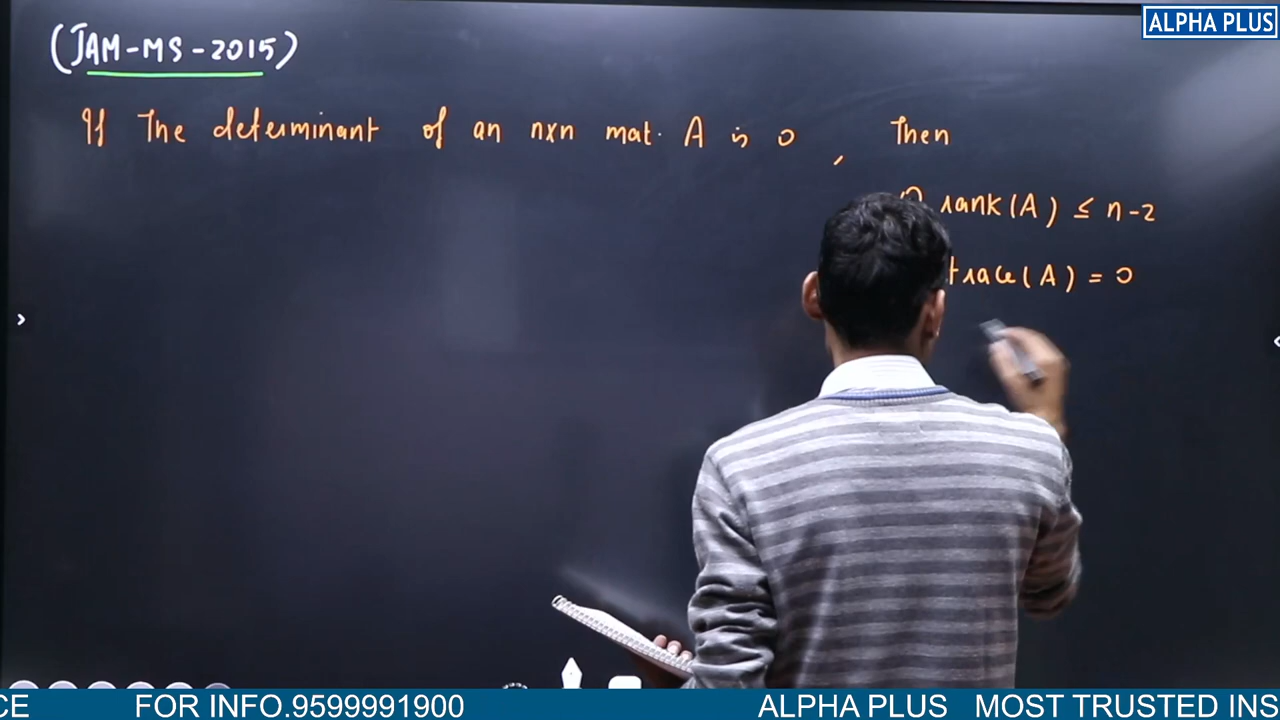 ALPHA PLUS
(JAM-MS-2015)
If The determinant of an nxn mat. A is 0, Then
rank(A) ≤ n-2
trace(A) = 0
CE FOR INFO.9599991900 ALPHA PLUS MOST TRUSTED INS